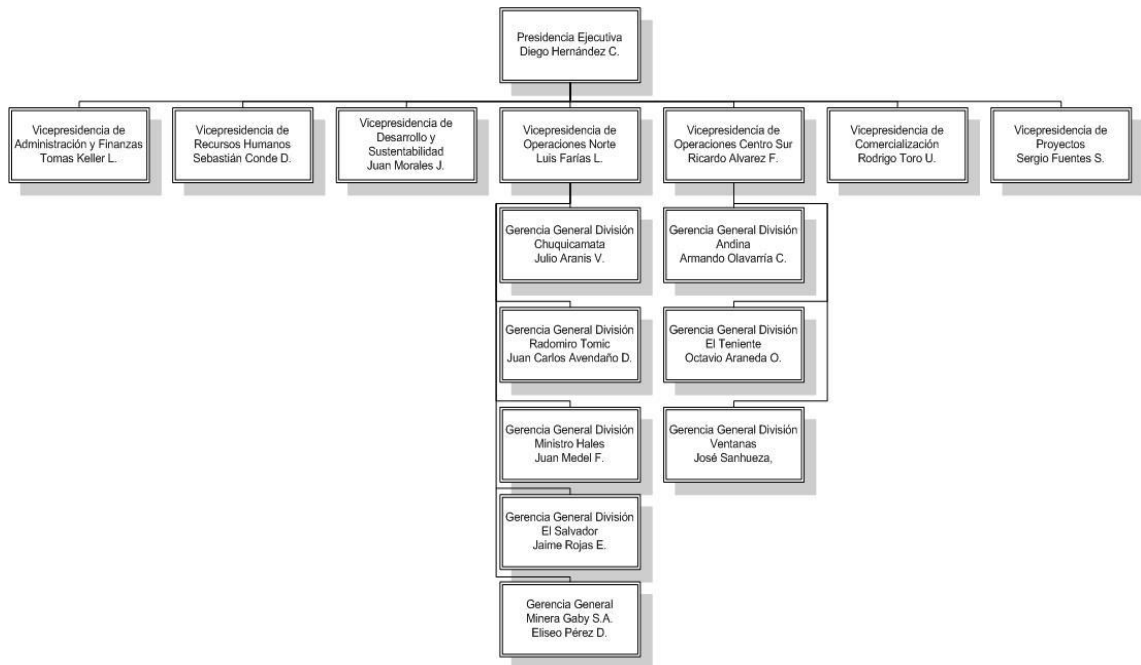 Presidencia Ejecutiva
Diego Hernández C.
Vicepresidencia de
Administración y Finanzas
Tomas Keller L.
Vicepresidencia de
Recursos Humanos
Sebastián Conde D.
Vicepresidencia de
Desarrollo y
Sustentabilidad
Juan Morales J.
Vicepresidencia de
Operaciones Norte
Luis Farías L.
Vicepresidencía de
Operaciones Centro Sur
Ricardo Alvarez F.
Vicepresidencia de
Comercialización
Rodrigo Toro U.
Vicepresidencia de
Proyectos
Sergio Fuentes S.
Gerencia General División
Chuquicamata
Julio Aranis V.
Gerencia General División
Andina
Armando Olavarría C.
Gerencia General División
Radomiro Tomic
Juan Carlos Avendaño D.
Gerencia General División
El Teniente
Octavio Araneda O.
Gerencia General División
Ministro Hales
Juan Medel F.
Gerencia General División
Ventanas
José Sanhueza,
Gerencia General División
El Salvador
Jaime Rojas E.
Gerencia General
Minera Gaby S.A.
Eliseo Pérez D.